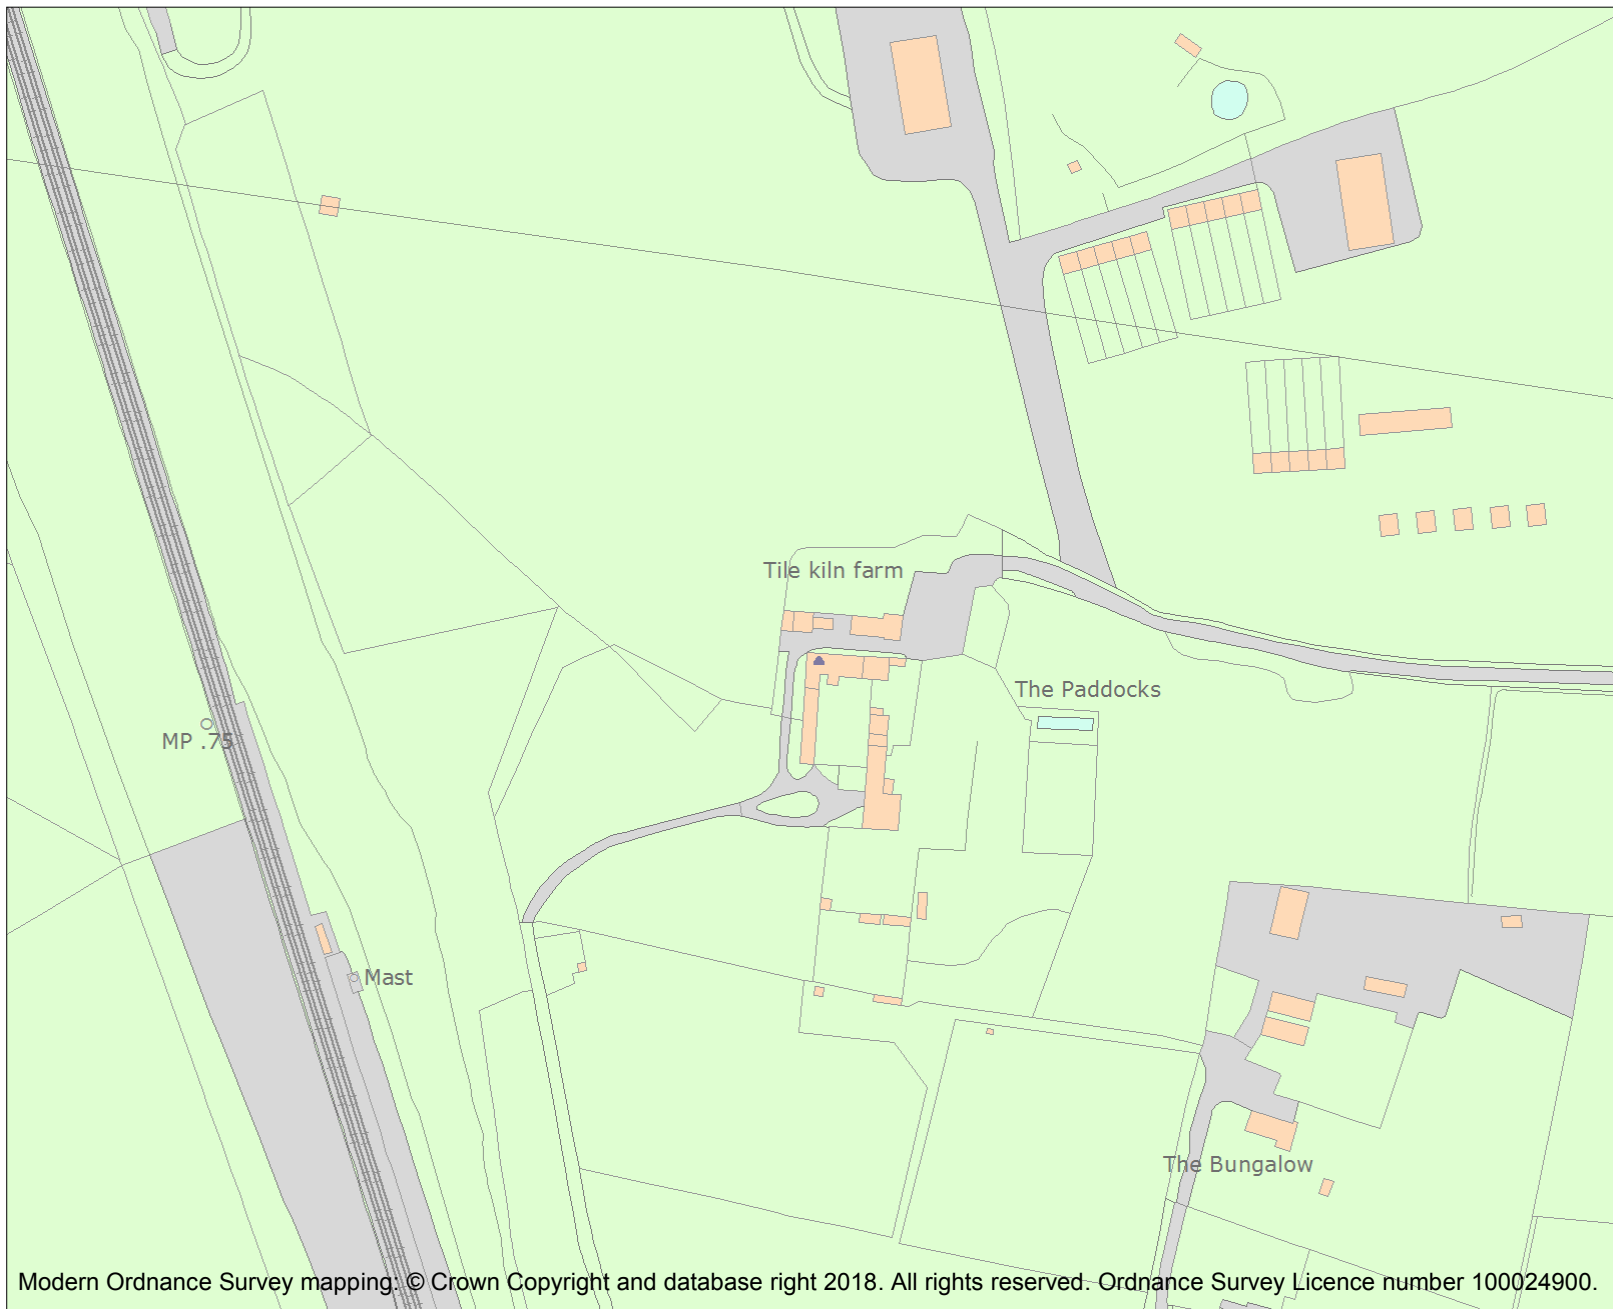 Tile kiln farm
The Paddocks
MP .75
Mast
The Bungalow
Modern Ordnance Survey mapping: © Crown Copyright and database right 2018. All rights reserved. Ordnance Survey Licence number 100024900.